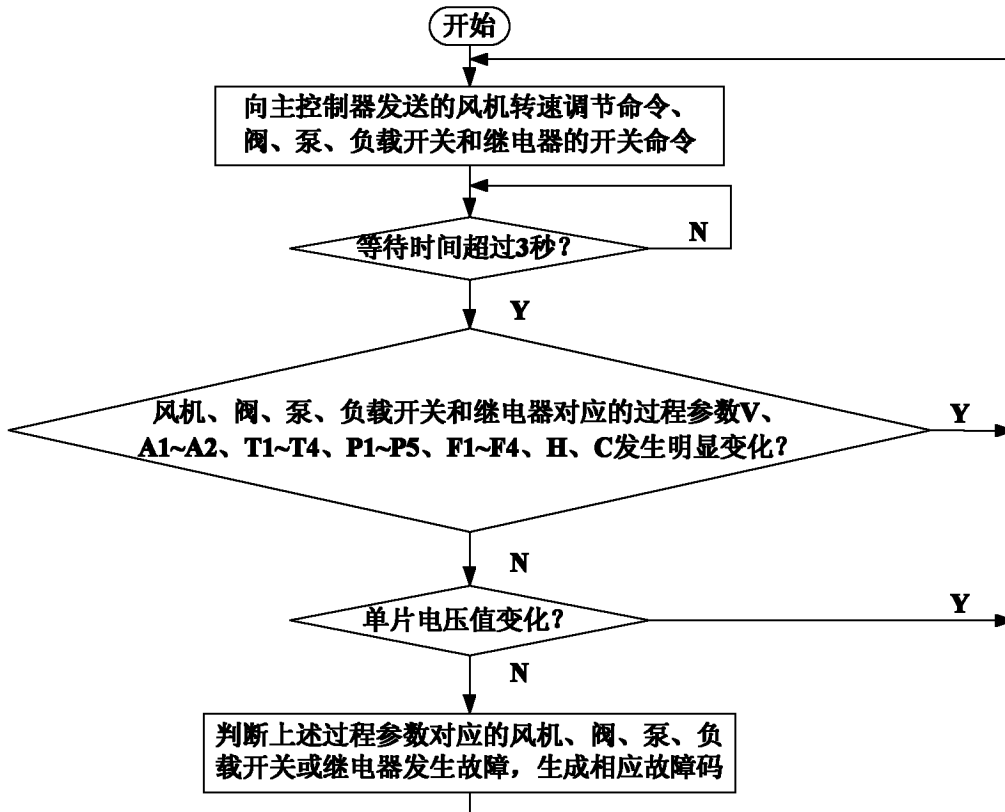 开始
向主控制器发送的风机转速调节命令、
阀、泵、负载开关和继电器的开关命令
等待时间超过3秒？
N
Y
风机、阀、泵、负载开关和继电器对应的过程参数V、
A1~A2、T1~T4、P1~P5、F1~F4、H、C发生明显变化？
Y
N
单片电压值变化？
Y
N
判断上述过程参数对应的风机、阀、泵、负
载开关或继电器发生故障，生成相应故障码